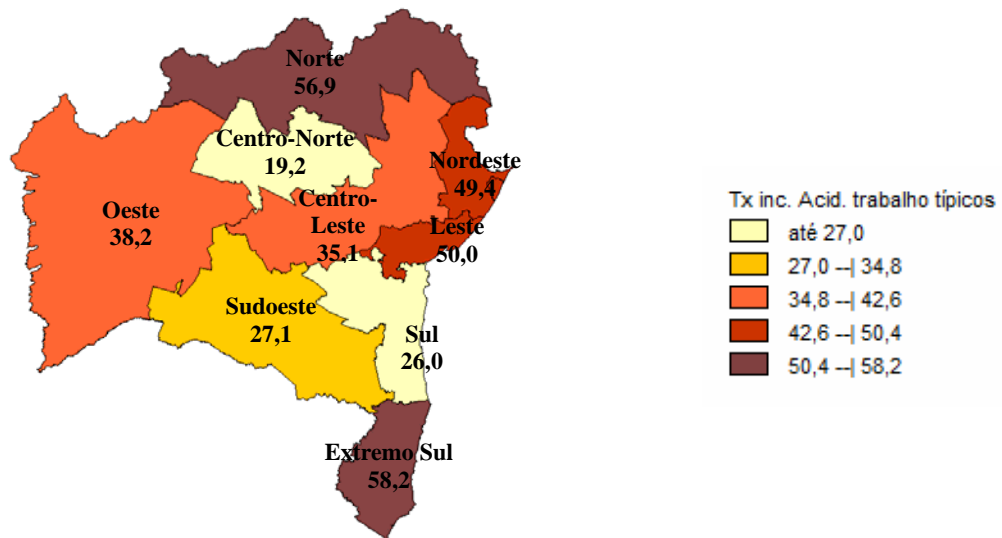 Norte
56,9
Centro-Norte
19,2
Nordeste
49,4
Oeste
38,2
Centro-
Leste
35,1
Leste
50,0
Sudoeste
27,1
Sul
26,0
Extremo Sul
58,2
Tx inc. Acid. trabalho típicos
até 27,0
27,0 --| 34,8
34,8 --| 42,6
42,6 --| 50,4
50,4 --| 58,2